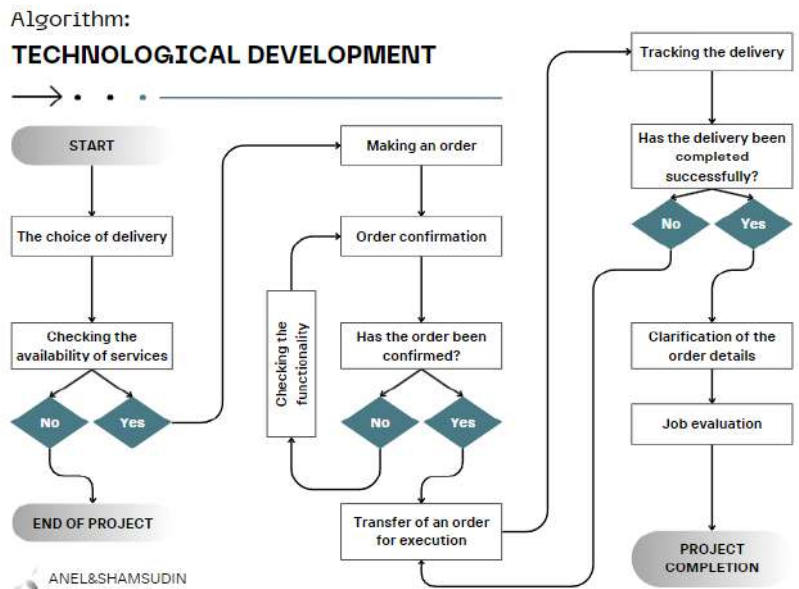 Algorithm:
TECHNOLOGICAL DEVELOPMENT
START
The choice of delivery
Checking the
availability of services
No
Yes
END OF PROJECT
ANEL&SHAMSUDIN
Making an order
Order confirmation
Checking the
functionality
Has the order been
confirmed?
No
Yes
Transfer of an order
for execution
Tracking the delivery
Has the delivery been
completed
successfully?
No
Yes
Clarification of the
order details
Job evaluation
PROJECT
COMPLETION